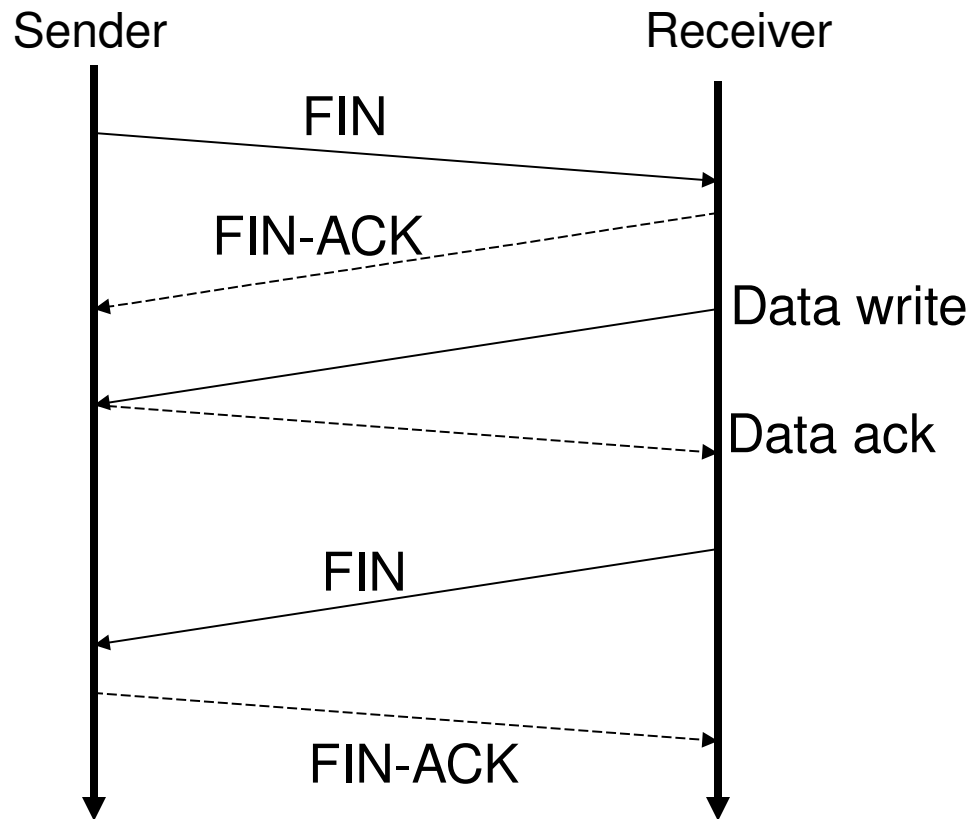 Sender
Receiver
FIN
FIN-ACK
Data write
Data ack
FIN
FIN-ACK